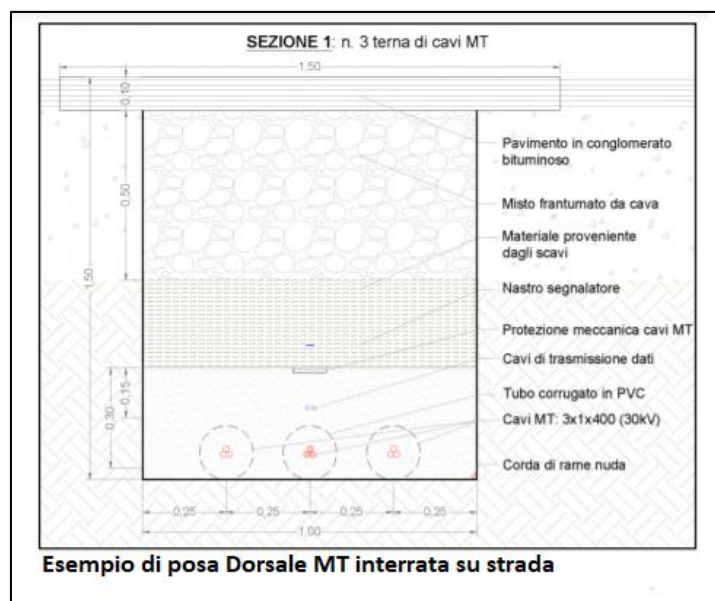 SEZIONE 1: n. 3 terna di cavi MT
1,50
0,10
Pavimento in conglomerato
bituminoso
0,50
Misto frantumato da cava
Materiale proveniente
dagli scavi
1,50
Nastro segnalatore
Protezione meccanica cavi MT
Cavi di trasmissione dati
0,15
0,30
Tubo corrugato in PVC
Cavi MT: 3x1x400 (30kV)
Corda di rame nuda
0,25
0,25
0,25
0,25
1,00
Esempio di posa Dorsale MT interrata su strada